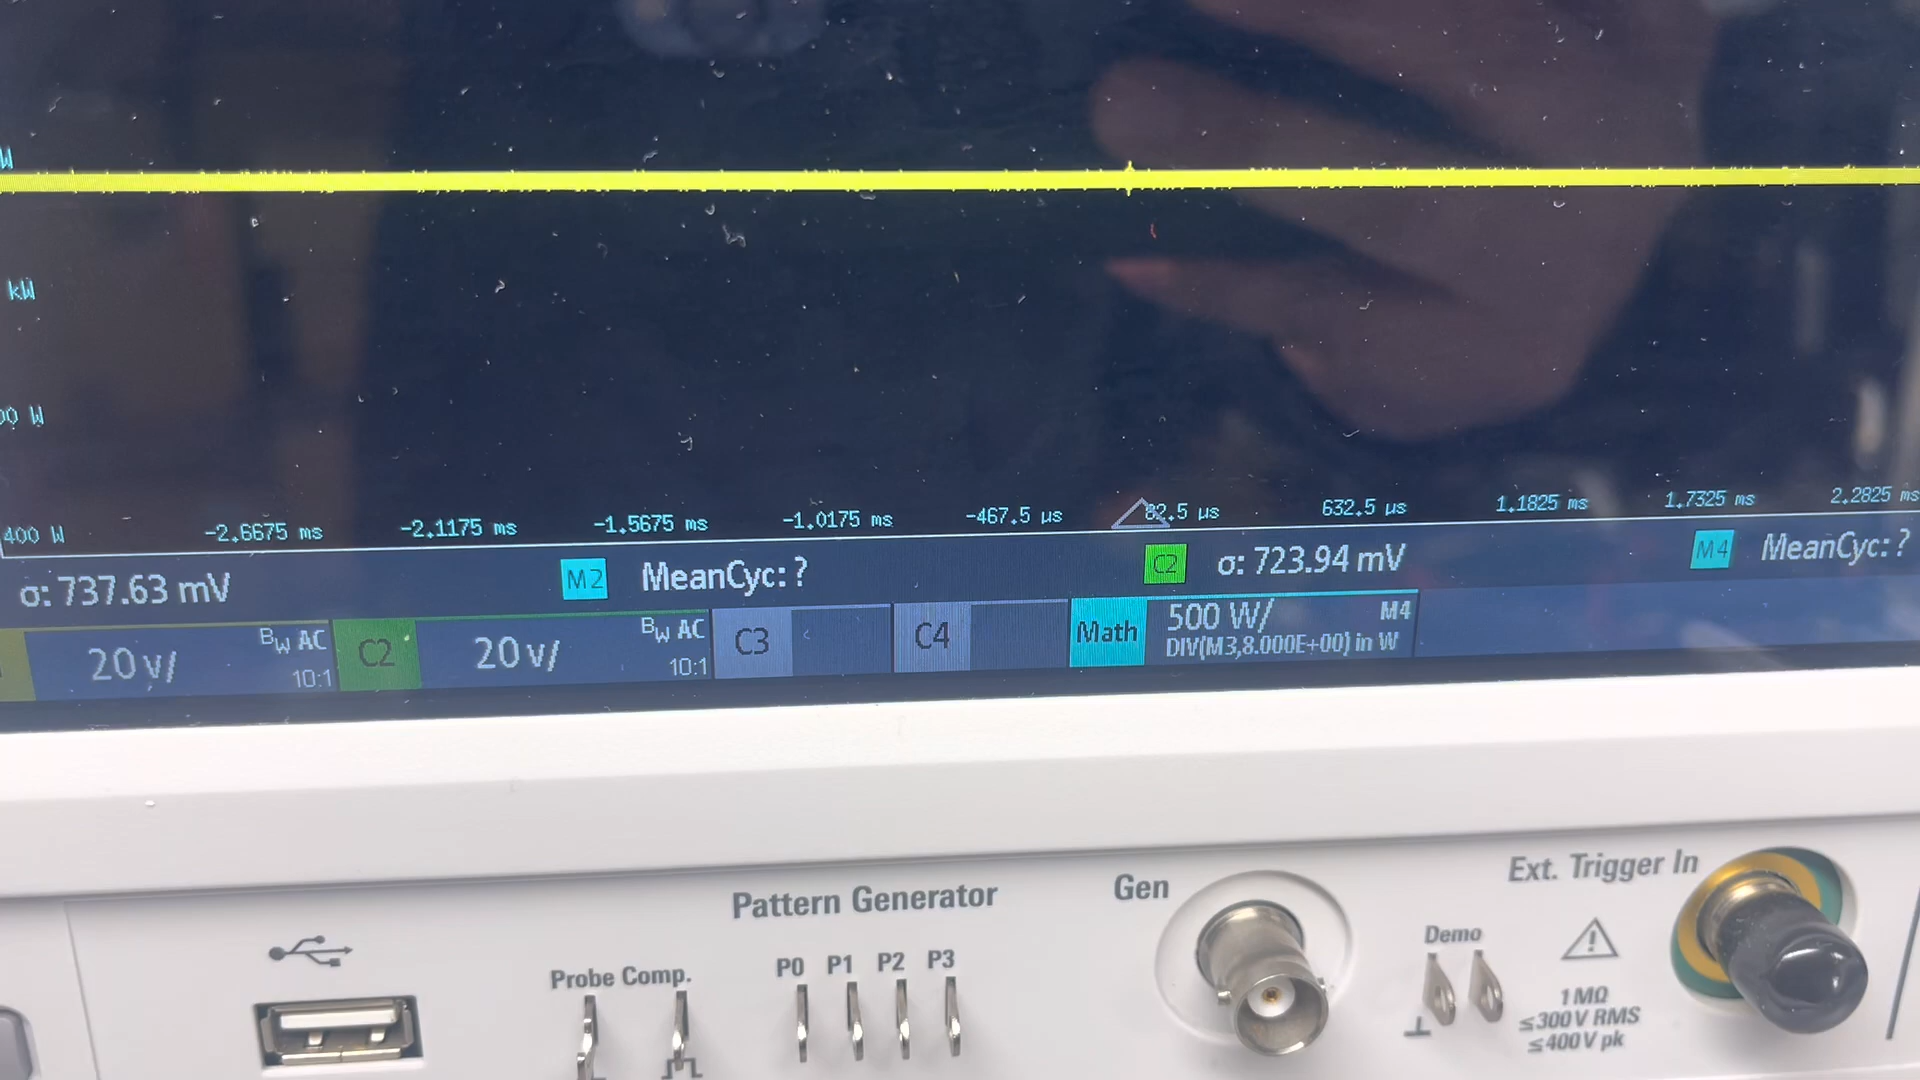 W
kW
00 W
400 W
-2.6675 ms
-2.1175 ms
-1.5675 ms
-1.0175 ms
-467.5 µs
82.5 µs
632.5 µs
1.1825 ms
1.7325 ms
2.2825 ms
σ: 737.63 mV
M2 MeanCyc: ?
C2 σ: 723.94 mV
M4 MeanCyc: ?
20 V/
BW AC
10:1
C2
20 V/
BW AC
10:1
C3
C4
Math
500 W/
M4
DIV(M3,8.000E+00) in W
Probe Comp.
Pattern Generator
P0 P1 P2 P3
Gen
Demo
Ext. Trigger In
1 MΩ
≤300 V RMS
≤400 V pk